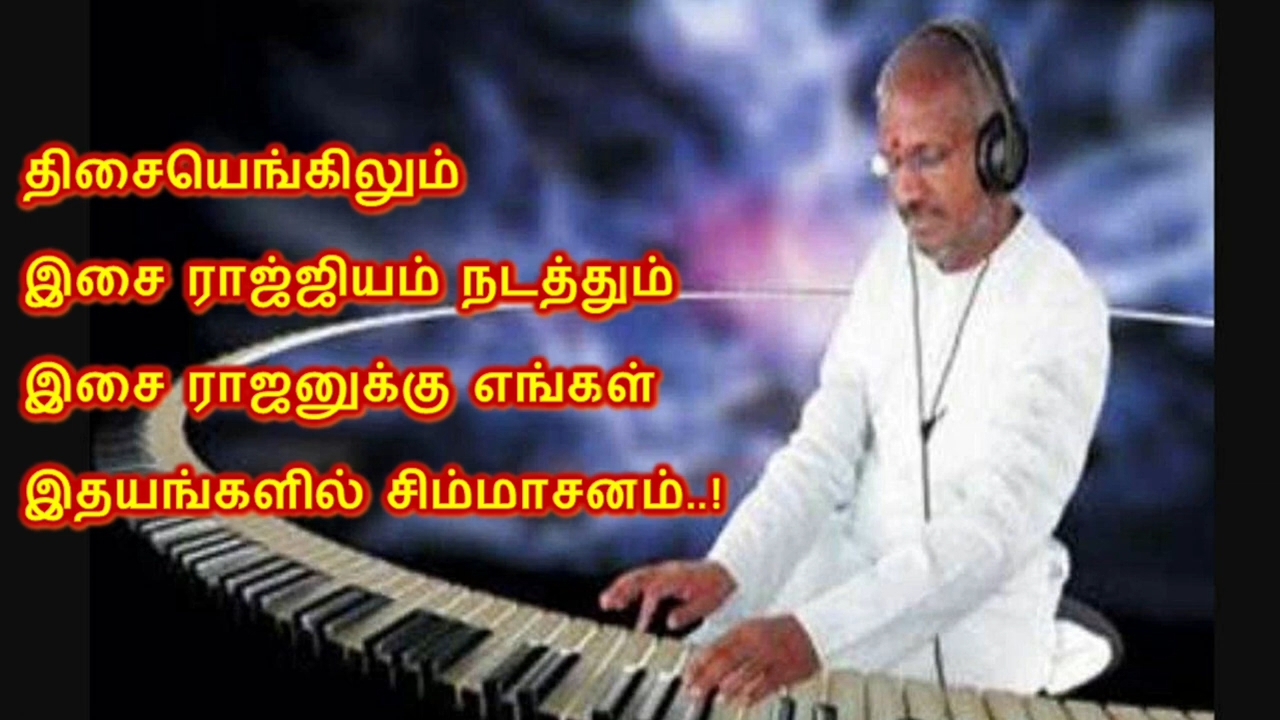 திசையெங்கிலும்
இசை ராஜ்ஜியம் நடத்தும்
இசை ராஜனுக்கு எங்கள்
இதயங்களில் சிம்மாசனம்..!